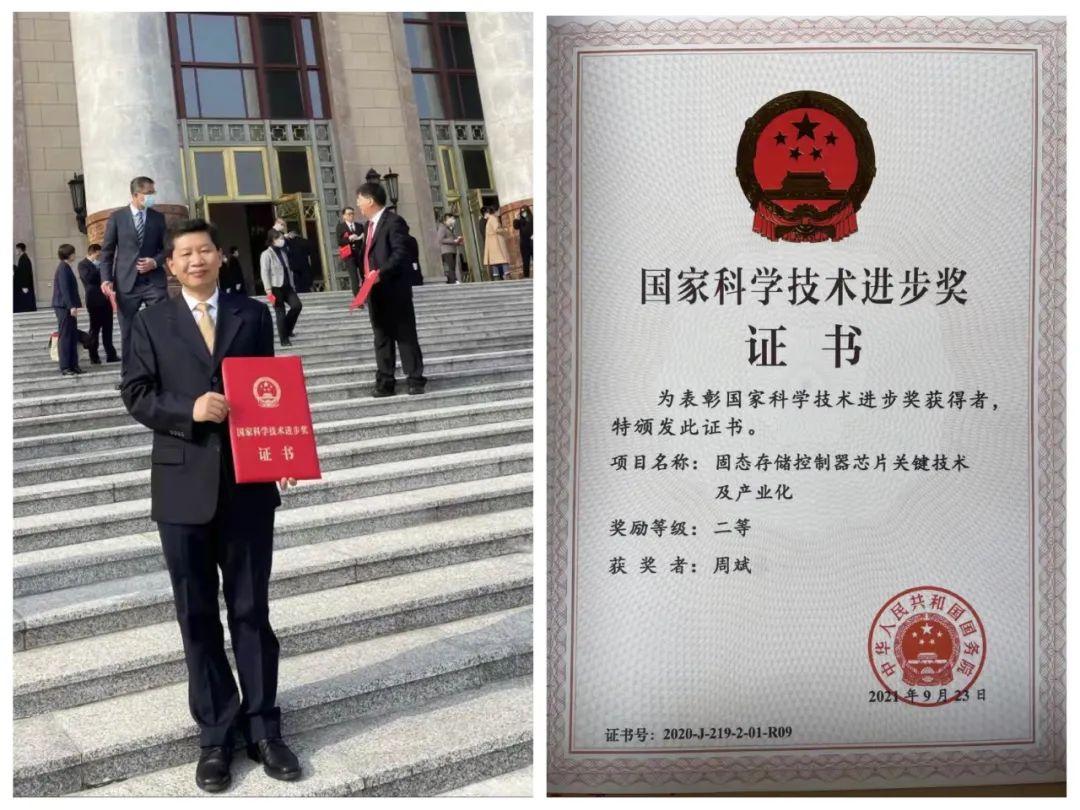 国家科学技术进步奖
证书
国家科学技术进步奖
证书
为表彰国家科学技术进步奖获得者，
特颁发此证书。
项目名称：固态存储控制器芯片关键技术
及产业化
奖励等级：二等
获奖者：周斌
中华人民共和国国务院
2021年9月23日
证书号：2020-J-219-2-01-R09